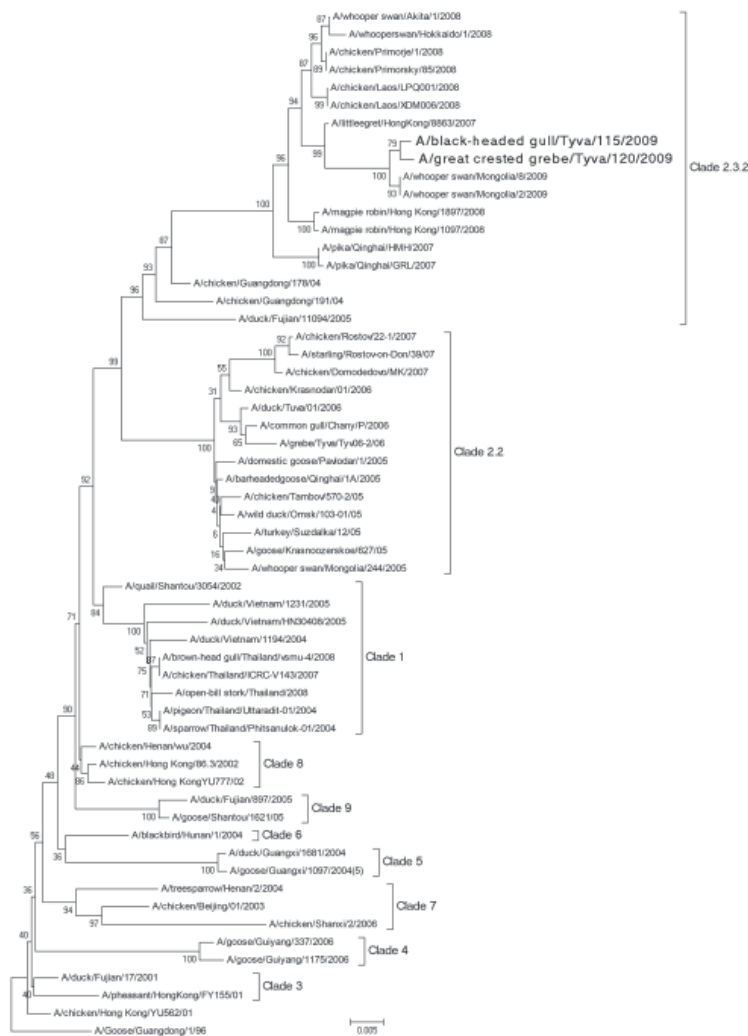 A/whooper swan/Akita/1/2008
A/whooperswan/Hokkaido/1/2008
A/chicken/Primorje/1/2008
A/chicken/Primorsky/85/2008
A/chicken/Laos/LPQ001/2008
A/chicken/Laos/XDM006/2008
A/littleegret/HongKong/8863/2007
A/black-headed gull/Tyva/115/2009
A/great crested grebe/Tyva/120/2009
A/whooper swan/Mongolia/8/2009
A/whooper swan/Mongolia/2/2009
Clade 2.3.2
A/magpie robin/Hong Kong/1897/2008
A/magpie robin/Hong Kong/1097/2008
A/pika/Qinghai/HMH/2007
A/pika/Qinghai/GRL/2007
A/chicken/Guangdong/178/04
A/chicken/Guangdong/191/04
A/duck/Fujian/11094/2005
A/chicken/Rostov/22-1/2007
A/starling/Rostov-on-Don/39/07
A/chicken/Domodedovo/MK/2007
A/chicken/Krasnodar/01/2006
A/duck/Tuva/01/2006
A/common gull/Chany/P/2006
A/grebe/Tyva/Tyv06-2/06
Clade 2.2
A/domestic goose/Pavlodar/1/2005
A/barheadedgoose/Qinghai/1A/2005
A/chicken/Tambov/570-2/05
A/wild duck/Omsk/103-01/05
A/turkey/Suzdalka/12/05
A/goose/Krasnoozerskoe/627/05
A/whooper swan/Mongolia/244/2005
A/quail/Shantou/3054/2002
A/duck/Vietnam/1231/2005
A/duck/Vietnam/HN30408/2005
A/duck/Vietnam/1194/2004
A/brown-head gull/Thailand/vsmu-4/2008
Clade 1
A/chicken/Thailand/ICRC-V143/2007
A/open-bill stork/Thailand/2008
A/pigeon/Thailand/Uttaradit-01/2004
A/sparrow/Thailand/Phitsanulok-01/2004
A/chicken/Henan/wu/2004
A/chicken/Hong Kong/86.3/2002
Clade 8
A/chicken/Hong KongYU777/02
A/duck/Fujian/897/2005
Clade 9
A/goose/Shantou/1621/05
A/blackbird/Hunan/1/2004
Clade 6
A/duck/Guangxi/1681/2004
Clade 5
A/goose/Guangxi/1097/2004(5)
A/treesparrow/Henan/2/2004
A/chicken/Beijing/01/2003
Clade 7
A/chicken/Shanxi/2/2006
A/goose/Guiyang/337/2006
Clade 4
A/goose/Guiyang/1175/2006
A/duck/Fujian/17/2001
Clade 3
A/pheasant/HongKong/FY155/01
A/chicken/Hong Kong/YU562/01
A/Goose/Guangdong/1/96
0.005
87
96
87
89
99
94
79
99
100
93
96
100
100
100
87
93
96
99
92
100
55
31
93
65
100
4
6
16
34
92
84
100
52
75
71
53
89
71
90
44
86
100
48
36
100
56
94
97
36
100
40